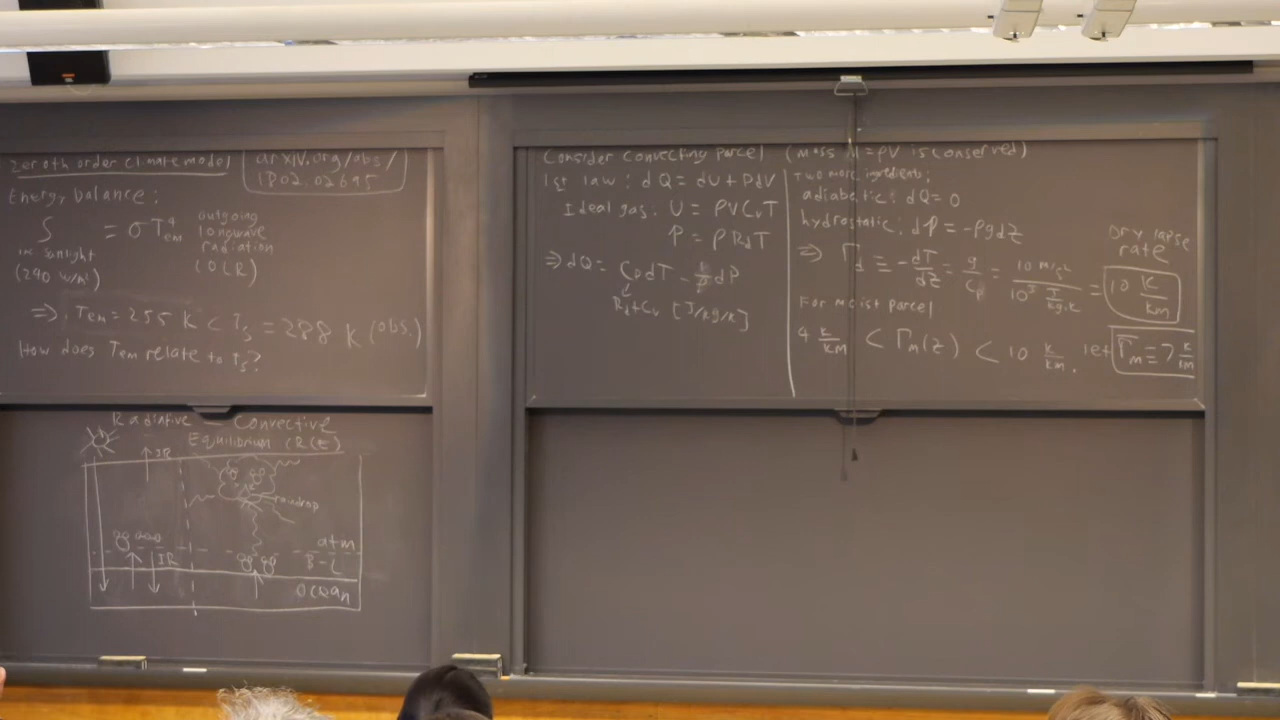 zeroth order climate model
arXiv.org/abs/
1802.02695
Energy balance:
S = σT_em^4
in sunlight
(240 W/m²)
outgoing
longwave
radiation
(OLR)
⇒ Tem = 255 K < Ts = 288 K (obs.)
How does Tem relate to Ts?
Radiative - Convective
Equilibrium (RCE)
IR
raindrop
atm
IR
B-L
ocean
Consider convecting parcel (mass M = ρV is conserved)
1st law: dQ = dU + pdV
Ideal gas: U = ρVCvT
P = ρRdT
⇒ dQ = CpdT - 1/ρ dP
Rd+Cv [J/kg/K]
Two more ingredients:
adiabatic: dQ = 0
hydrostatic: dP = -ρgdz
⇒ Γd ≡ -dT/dz = g/Cp = 10 m/s² / 10³ J/kg.K = 10 K/km
Dry lapse
rate
For moist parcel
4 K/km < Γm(z) < 10 K/km. let Γm ≡ 7 K/km